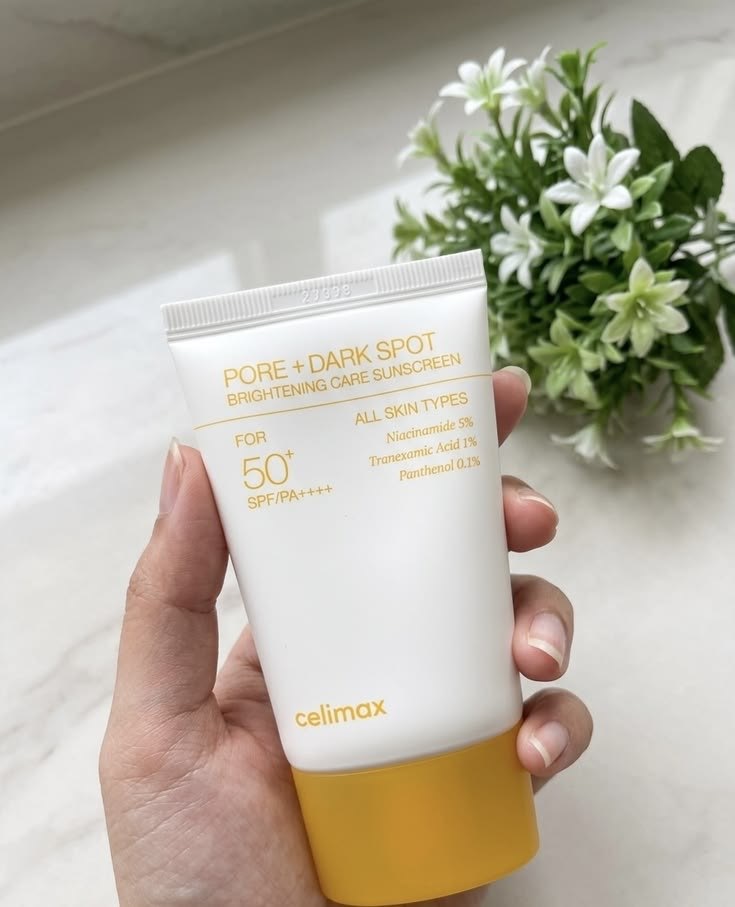 PORE + DARK SPOT
BRIGHTENING CARE SUNSCREEN
FOR
50+
SPF/PA++++
ALL SKIN TYPES
Niacinamide 5%
Tranexamic Acid 1%
Panthenol 0.1%
celimax